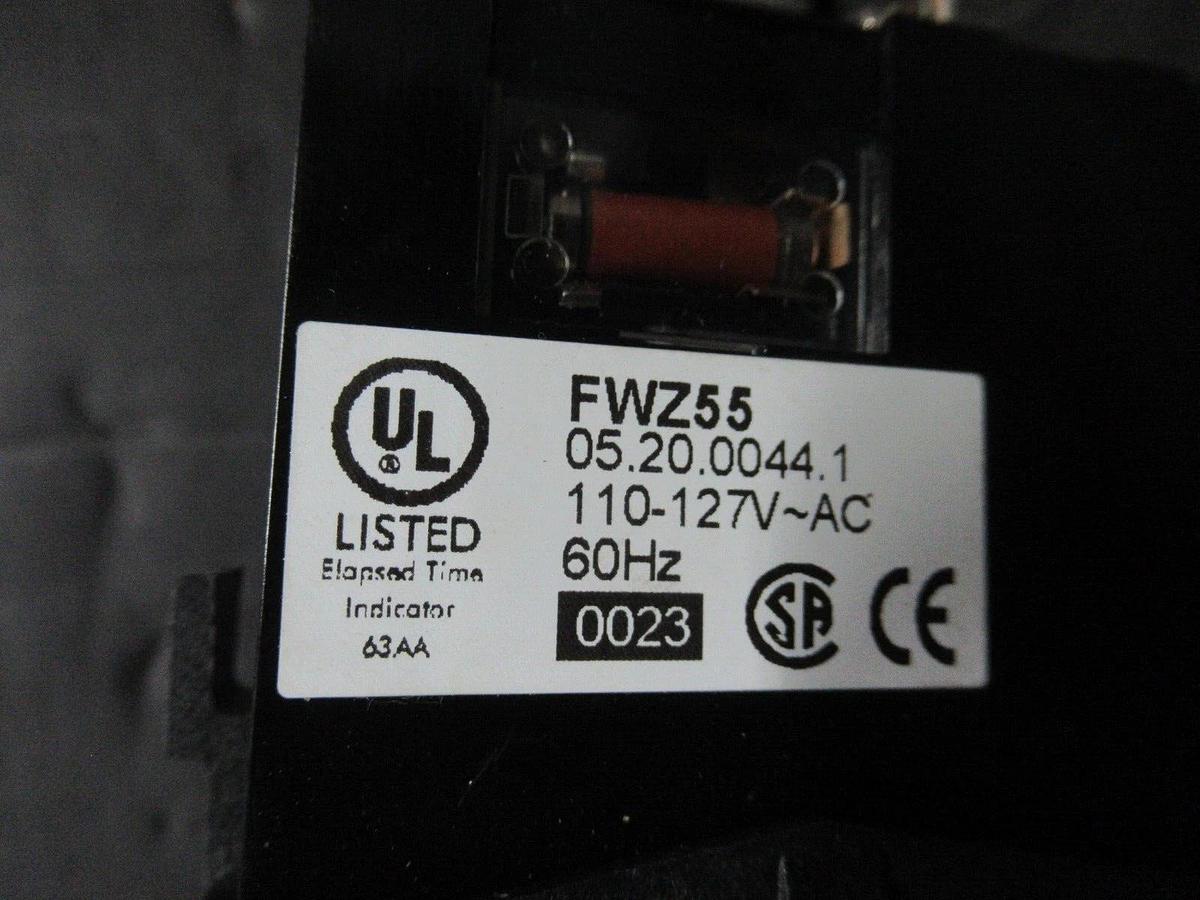 UL
®
LISTED
Elapsed Time
Indicator
63AA
FWZ55
05.20.0044.1
110-127V~AC
60Hz
0023
SA
CE